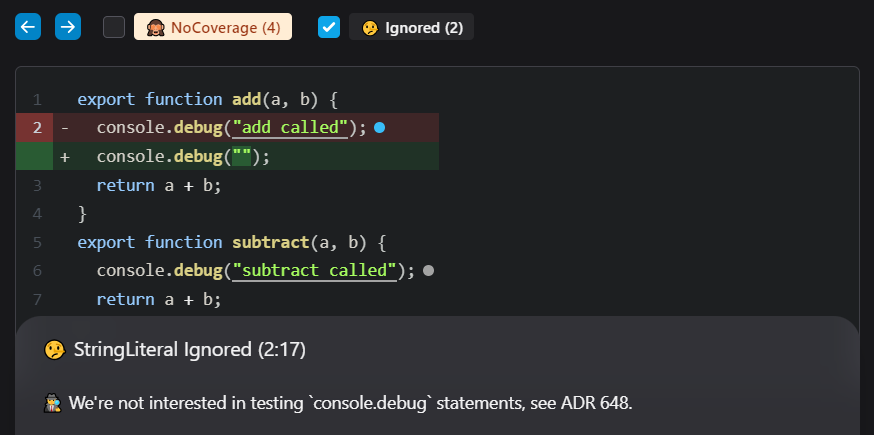 NoCoverage (4) Ignored (2)
1 export function add(a, b) {
2 - console.debug("add called");
+ console.debug("");
3 return a + b;
4 }
5 export function subtract(a, b) {
6 console.debug("subtract called");
7 return a + b;
StringLiteral Ignored (2:17)
We're not interested in testing `console.debug` statements, see ADR 648.